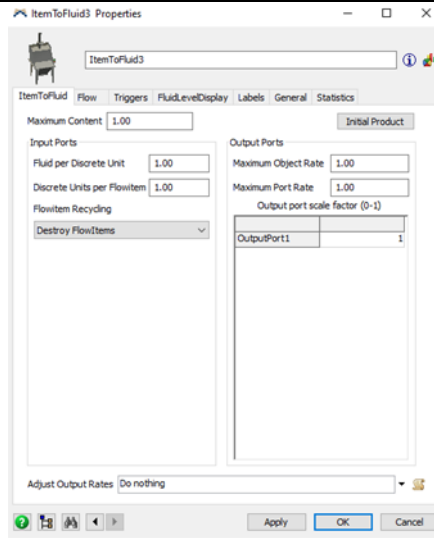 ItemToFluid3 Properties
ItemToFluid3
ItemToFluid Flow Triggers FluidLevelDisplay Labels General Statistics
Maximum Content 1.00 Initial Product
Input Ports Output Ports
Fluid per Discrete Unit 1.00 Maximum Object Rate 1.00
Discrete Units per Flowitem 1.00 Maximum Port Rate 1.00
Flowitem Recycling Output port scale factor (0-1)
Destroy FlowItems
OutputPort1 1
Adjust Output Rates Do nothing
Apply OK Cancel